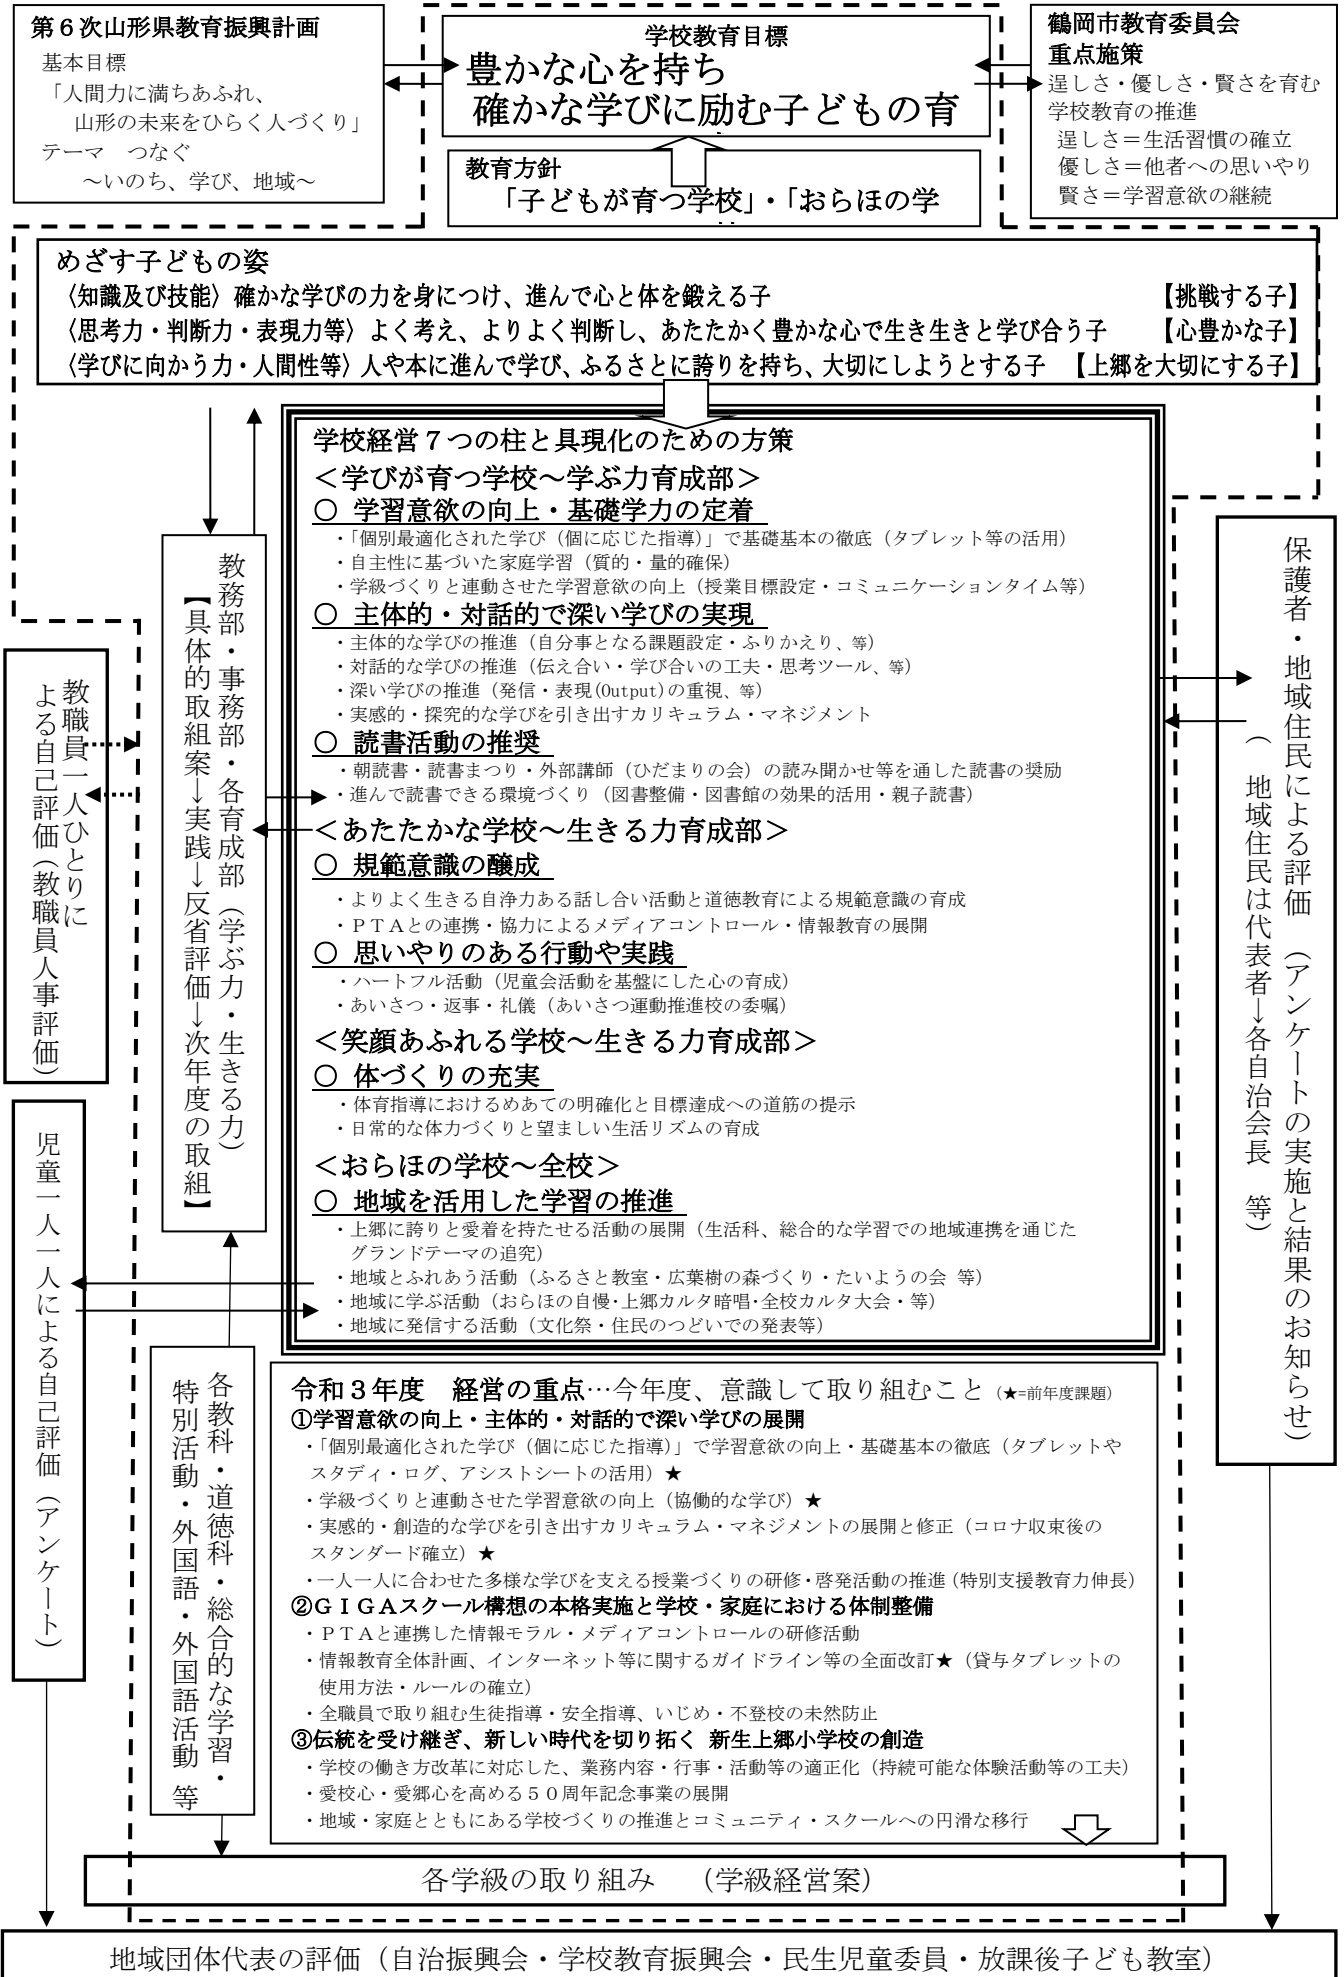 第６次山形県教育振興計画
基本目標
「人間力に満ちあふれ、
山形の未来をひらく人づくり」
テーマ　つなぐ
～いのち、学び、地域～
学校教育目標
豊かな心を持ち
確かな学びに励む子どもの育
教育方針
「子どもが育つ学校」・「おらほの学
鶴岡市教育委員会
重点施策
逞しさ・優しさ・賢さを育む
学校教育の推進
逞しさ＝生活習慣の確立
優しさ＝他者への思いやり
賢さ＝学習意欲の継続
めざす子どもの姿
〈知識及び技能〉確かな学びの力を身につけ、進んで心と体を鍛える子　【挑戦する子】
〈思考力・判断力・表現力等〉よく考え、よりよく判断し、あたたかく豊かな心で生き生きと学び合う子　【心豊かな子】
〈学びに向かう力・人間性等〉人や本に進んで学び、ふるさとに誇りを持ち、大切にしようとする子　【上郷を大切にする子】
学校経営７つの柱と具現化のための方策
＜学びが育つ学校～学ぶ力育成部＞
○ 学習意欲の向上・基礎学力の定着
・「個別最適化された学び（個に応じた指導）」で基礎基本の徹底（タブレット等の活用）
・自主性に基づいた家庭学習（質的・量的確保）
・学級づくりと連動させた学習意欲の向上（授業目標設定・コミュニケーションタイム等）
○ 主体的・対話的で深い学びの実現
・主体的な学びの推進（自分事となる課題設定・ふりかえり、等）
・対話的な学びの推進（伝え合い・学び合いの工夫・思考ツール、等）
・深い学びの推進（発信・表現(Output)の重視、等）
・実感的・探究的な学びを引き出すカリキュラム・マネジメント
○ 読書活動の推奨
・朝読書・読書まつり・外部講師（ひだまりの会）の読み聞かせ等を通した読書の奨励
・進んで読書できる環境づくり（図書整備・図書館の効果的活用・親子読書）
＜あたたかな学校～生きる力育成部＞
○ 規範意識の醸成
・よりよく生きる自浄力ある話し合い活動と道徳教育による規範意識の育成
・ＰＴＡとの連携・協力によるメディアコントロール・情報教育の展開
○ 思いやりのある行動や実践
・ハートフル活動（児童会活動を基盤にした心の育成）
・あいさつ・返事・礼儀（あいさつ運動推進校の委嘱）
＜笑顔あふれる学校～生きる力育成部＞
○ 体づくりの充実
・体育指導におけるめあての明確化と目標達成への道筋の提示
・日常的な体力づくりと望ましい生活リズムの育成
＜おらほの学校～全校＞
○ 地域を活用した学習の推進
・上郷に誇りと愛着を持たせる活動の展開（生活科、総合的な学習での地域連携を通じた
グランドテーマの追究）
・地域とふれあう活動（ふるさと教室・広葉樹の森づくり・たいようの会 等）
・地域に学ぶ活動（おらほの自慢・上郷カルタ暗唱・全校カルタ大会・等）
・地域に発信する活動（文化祭・住民のつどいでの発表等）
教務部・事務部・各育成部（学ぶ力・生きる力）
【具体的取組案→実践→反省評価→次年度の取組】
教職員一人ひとりに
よる自己評価（教職員人事評価）
児童一人一人による自己評価（アンケート）
各教科・道徳科・総合的な学習・
特別活動・外国語・外国語活動 等
保護者・地域住民による評価　（アンケートの実施と結果のお知らせ）
（　地域住民は代表者→各自治会長　等）
令和３年度　経営の重点…今年度、意識して取り組むこと（★=前年度課題）
①学習意欲の向上・主体的・対話的で深い学びの展開
・「個別最適化された学び（個に応じた指導）」で学習意欲の向上・基礎基本の徹底（タブレットや
スタディ・ログ、アシストシートの活用）★
・学級づくりと連動させた学習意欲の向上（協働的な学び）★
・実感的・創造的な学びを引き出すカリキュラム・マネジメントの展開と修正（コロナ収束後の
スタンダード確立）★
・一人一人に合わせた多様な学びを支える授業づくりの研修・啓発活動の推進（特別支援教育力伸長）
②ＧＩＧＡスクール構想の本格実施と学校・家庭における体制整備
・ＰＴＡと連携した情報モラル・メディアコントロールの研修活動
・情報教育全体計画、インターネット等に関するガイドライン等の全面改訂★（貸与タブレットの
使用方法・ルールの確立）
・全職員で取り組む生徒指導・安全指導、いじめ・不登校の未然防止
③伝統を受け継ぎ、新しい時代を切り拓く 新生上郷小学校の創造
・学校の働き方改革に対応した、業務内容・行事・活動等の適正化（持続可能な体験活動等の工夫）
・愛校心・愛郷心を高める５０周年記念事業の展開
・地域・家庭とともにある学校づくりの推進とコミュニティ・スクールへの円滑な移行
各学級の取り組み　（学級経営案）
地域団体代表の評価（自治振興会・学校教育振興会・民生児童委員・放課後子ども教室）